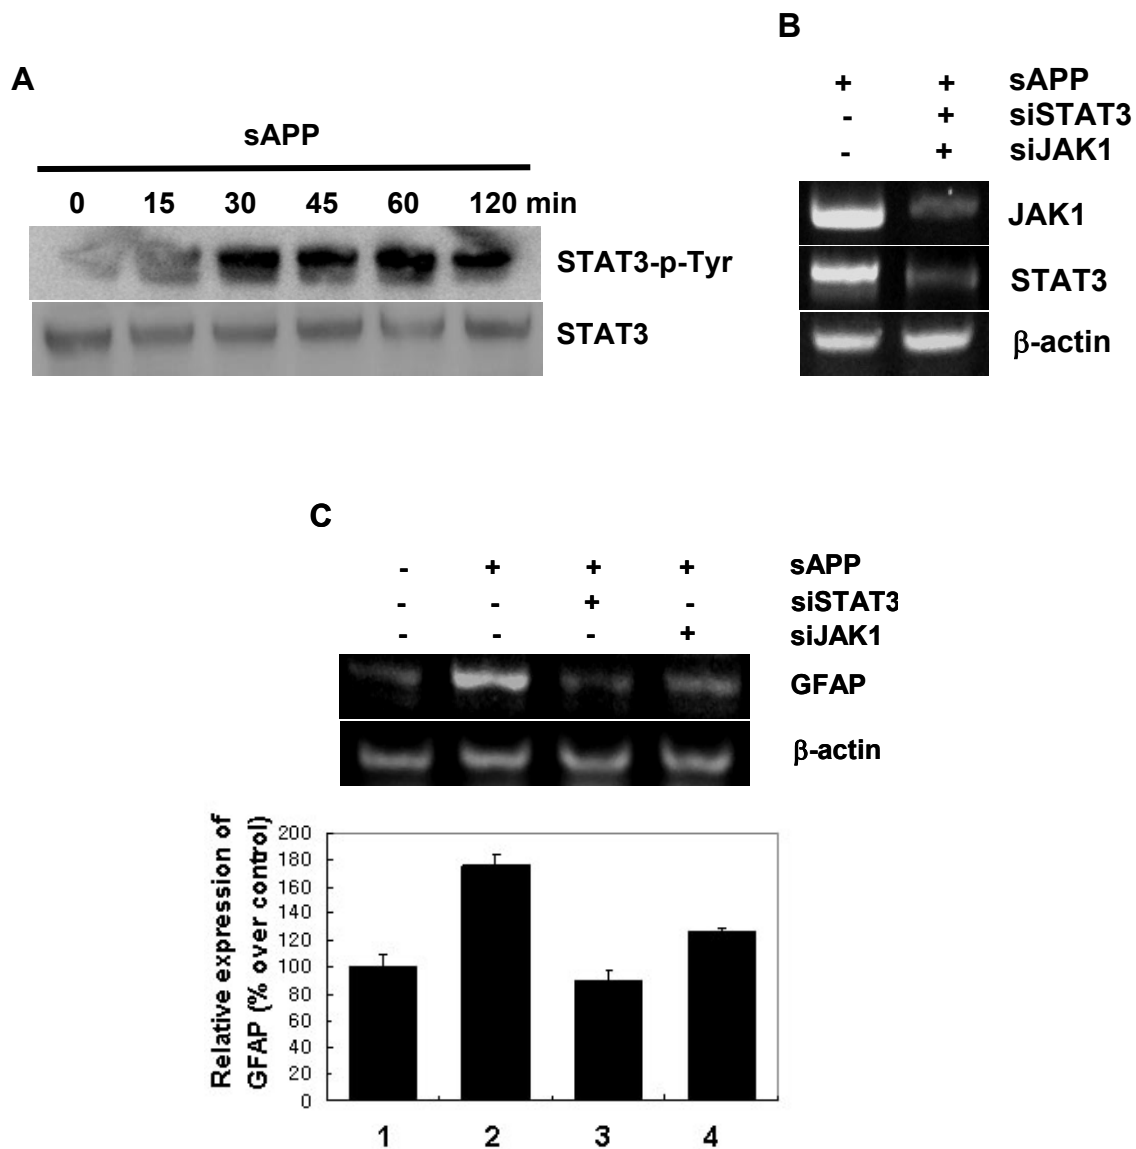 B
A
+ + sAPP
- + siSTAT3
- + siJAK1
sAPP
0 15 30 45 60 120 min
JAK1
STAT3-p-Tyr
STAT3
STAT3
β-actin
C
- + + + sAPP
- - + - siSTAT3
- - - + siJAK1
GFAP
β-actin
Relative expression of
GFAP (% over control)
200
180
160
140
120
100
80
60
40
20
0
1 2 3 4